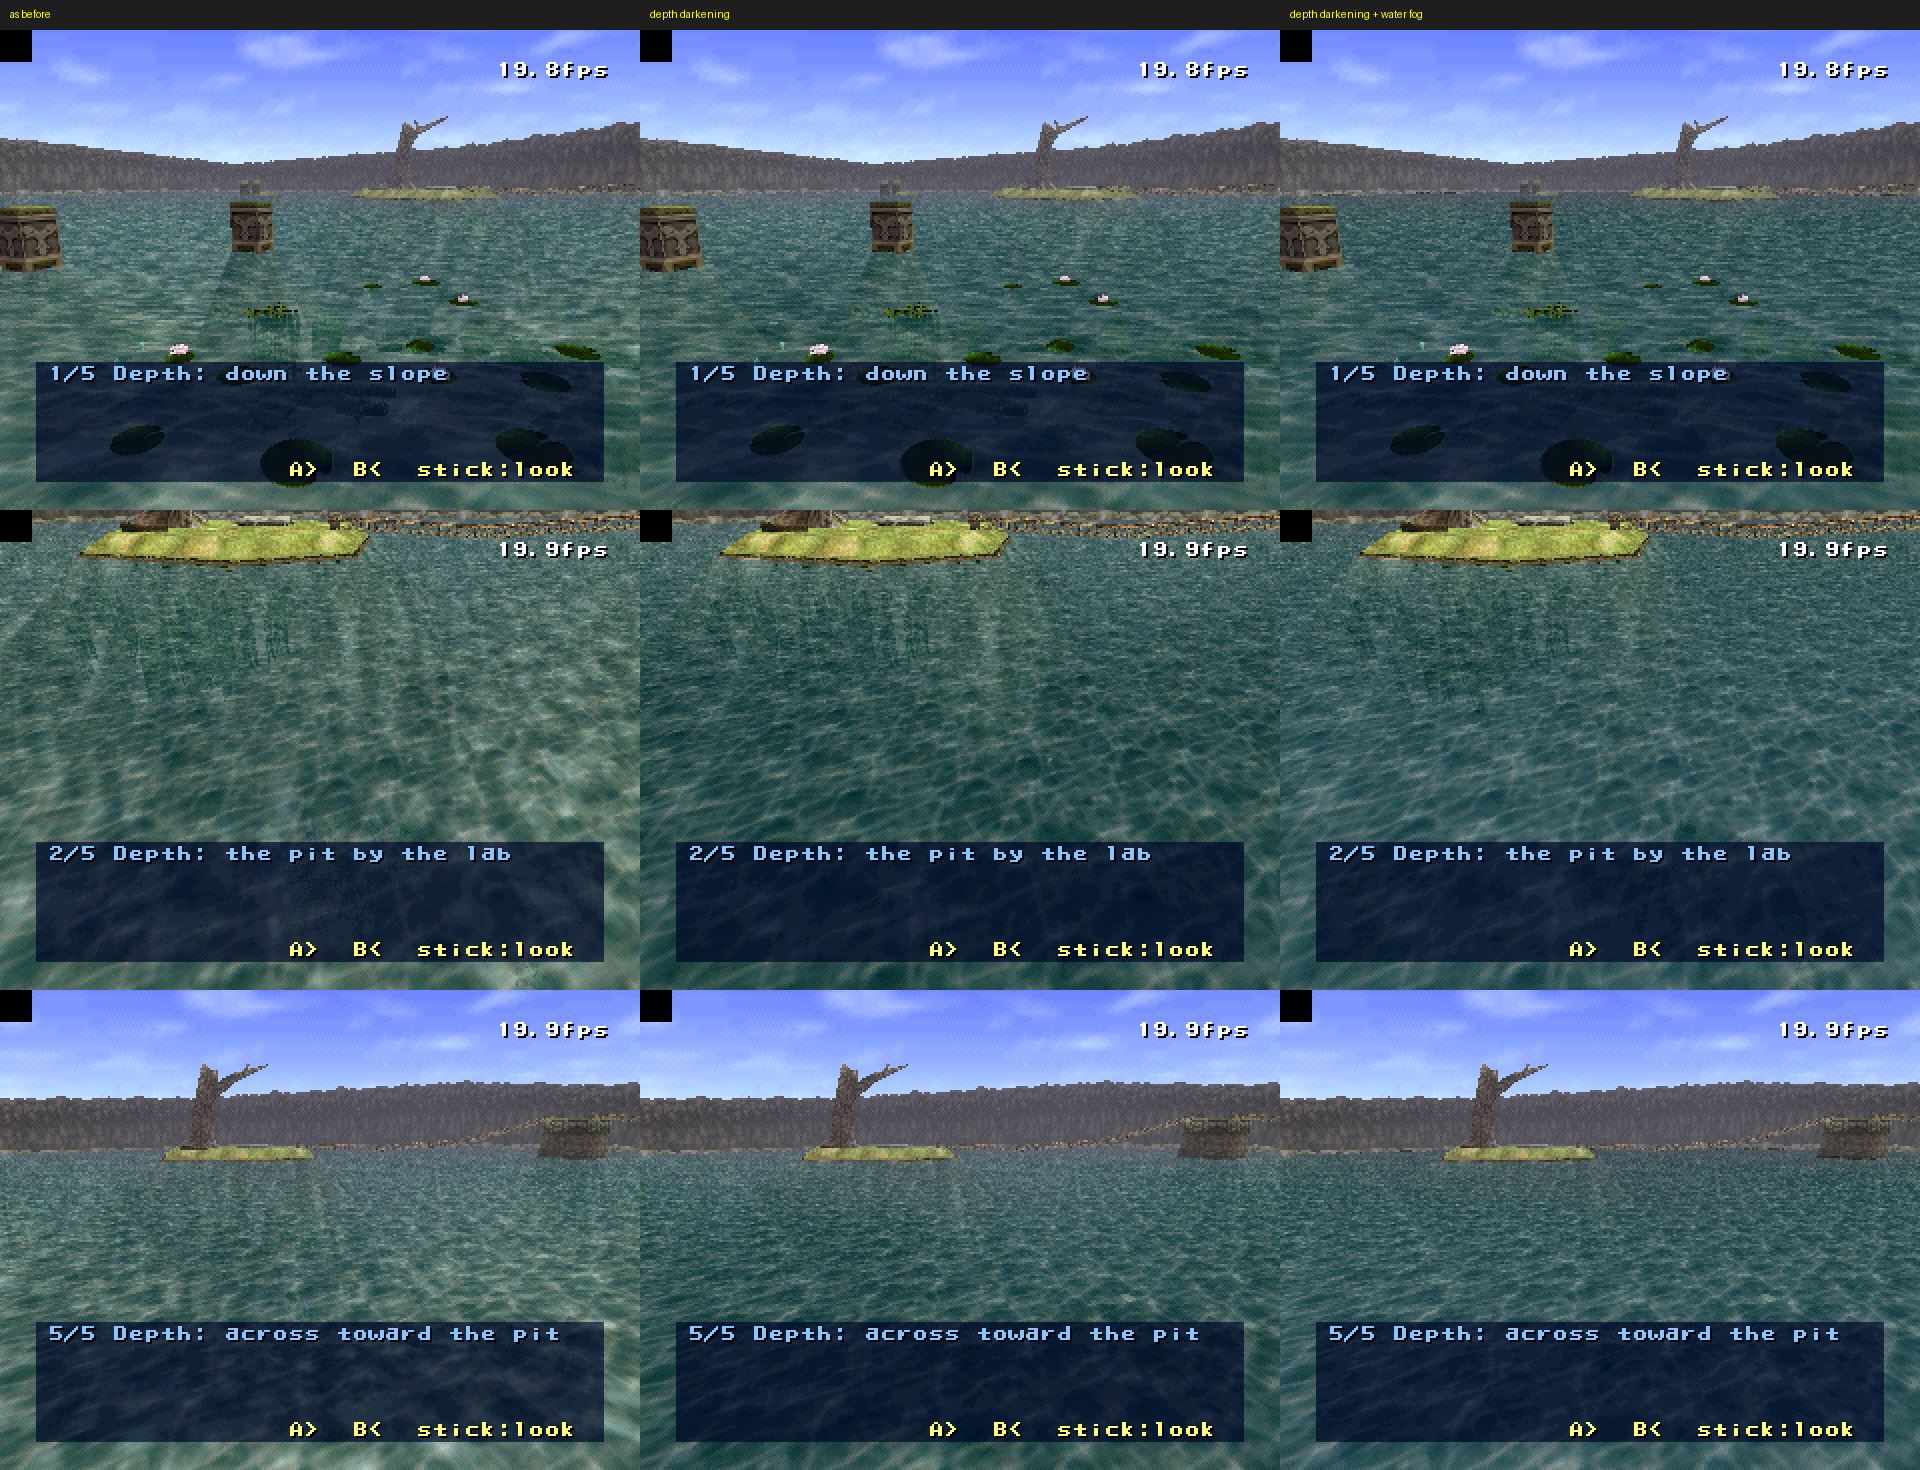 as before
depth darkening
depth darkening + water fog
19.8fps
19.8fps
19.8fps
1/5 Depth: down the slope
A> B< stick:look
1/5 Depth: down the slope
A> B< stick:look
1/5 Depth: down the slope
A> B< stick:look
19.9fps
19.9fps
19.9fps
2/5 Depth: the pit by the lab
A> B< stick:look
2/5 Depth: the pit by the lab
A> B< stick:look
2/5 Depth: the pit by the lab
A> B< stick:look
19.9fps
19.9fps
19.9fps
5/5 Depth: across toward the pit
A> B< stick:look
5/5 Depth: across toward the pit
A> B< stick:look
5/5 Depth: across toward the pit
A> B< stick:look